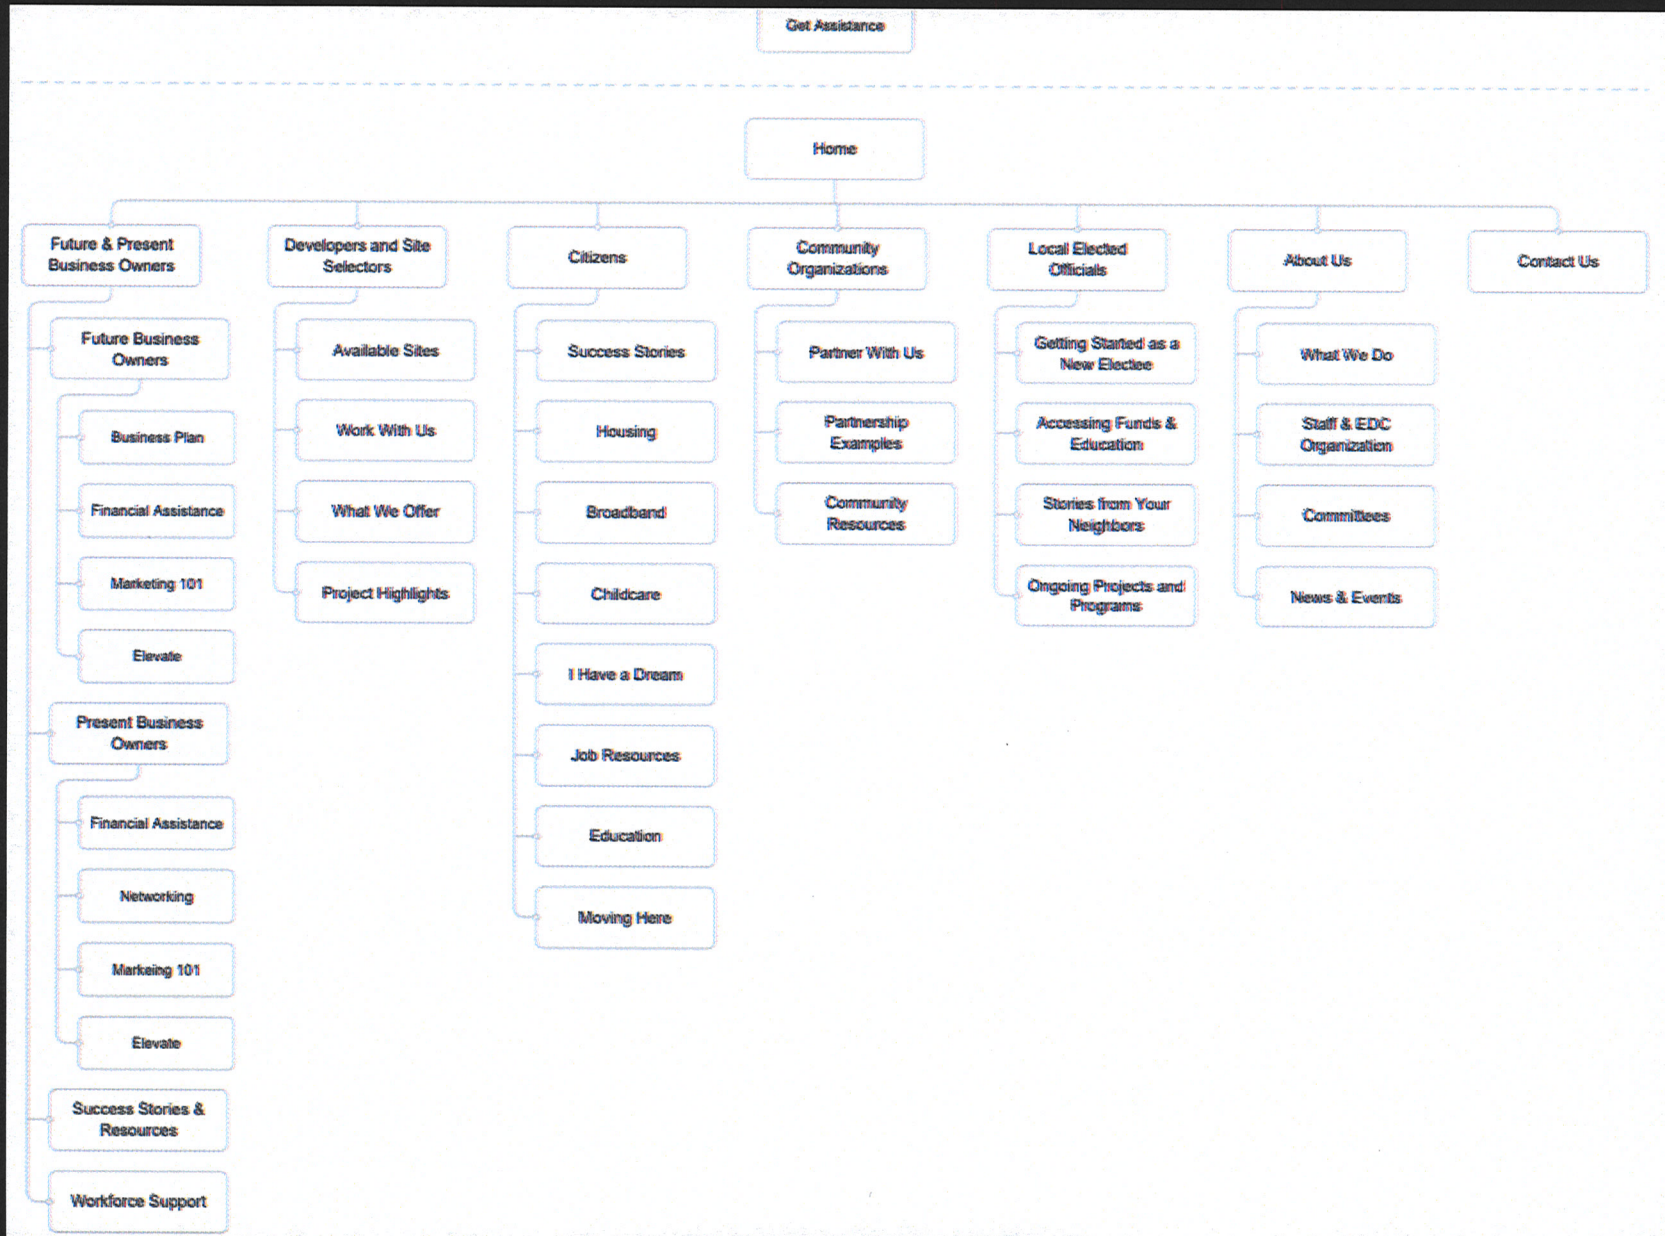 Get Assistance
Home
Future & Present
Business Owners
Developers and Site
Selectors
Citizens
Community
Organizations
Local Elected
Officials
About Us
Contact Us
Future Business
Owners
Business Plan
Financial Assistance
Marketing 101
Elevate
Present Business
Owners
Financial Assistance
Networking
Markeing 101
Elevate
Success Stories &
Resources
Workforce Support
Available Sites
Work With Us
What We Offer
Project Highlights
Success Stories
Housing
Broadband
Childcare
I Have a Dream
Job Resources
Education
Moving Here
Partner With Us
Partnership
Examples
Community
Resources
Getting Started as a
New Electee
Accessing Funds &
Education
Stories from Your
Neighbors
Ongoing Projects and
Programs
What We Do
Staff & EDC
Organization
Committees
News & Events